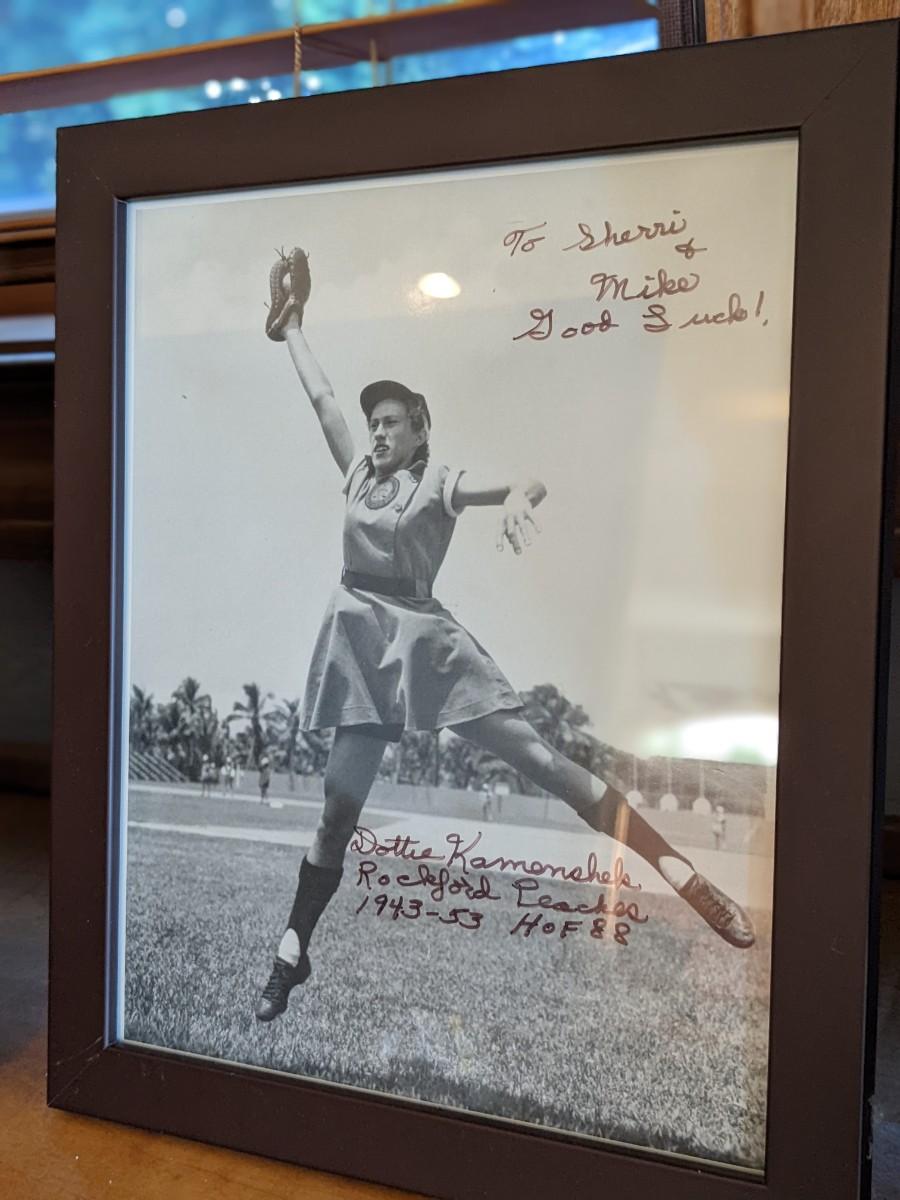 To Sherri
&
Mike
Good Luck!
Dottie Kamenshek
Rockford Peaches
1943-53 HOF 88